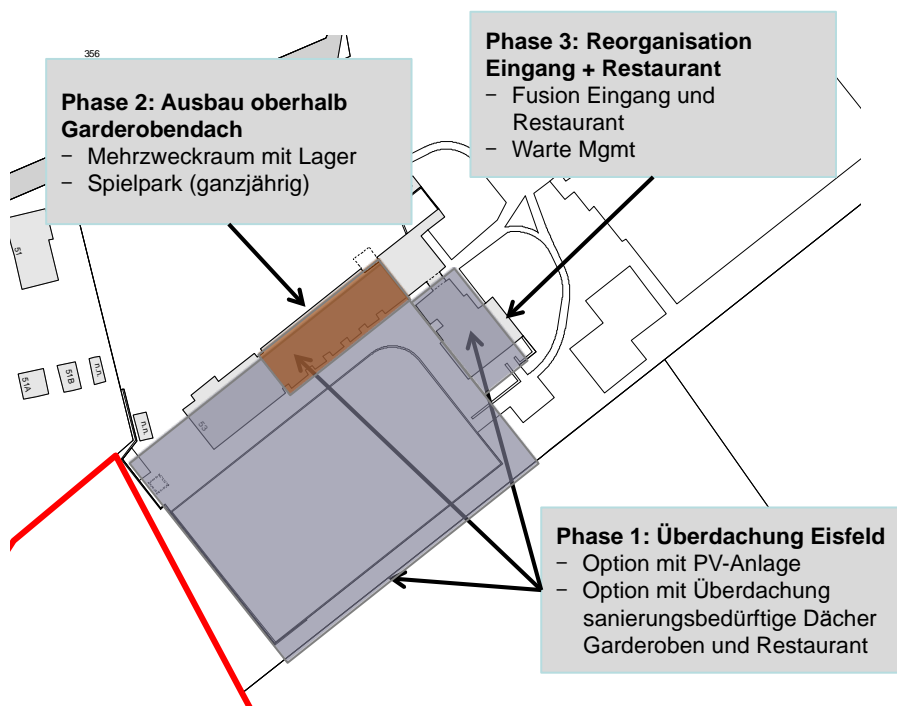 356
Phase 3: Reorganisation
Eingang + Restaurant
– Fusion Eingang und
Restaurant
– Warte Mgmt
Phase 2: Ausbau oberhalb
Garderobendach
– Mehrzweckraum mit Lager
– Spielpark (ganzjährig)
51
51A
51B
n.n.
n.n.
53
Phase 1: Überdachung Eisfeld
– Option mit PV-Anlage
– Option mit Überdachung
sanierungsbedürftige Dächer
Garderoben und Restaurant